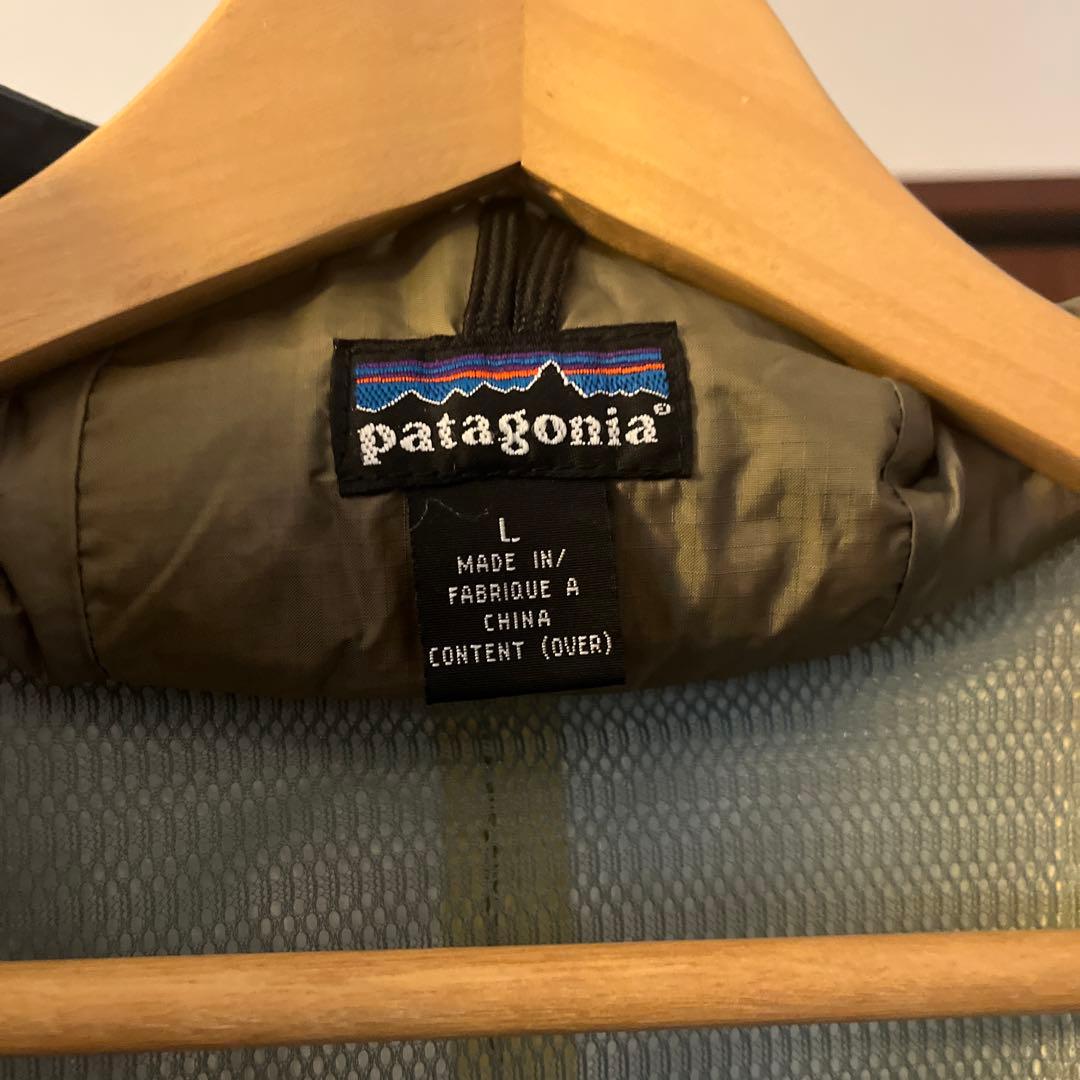 patagonia®
L
MADE IN/
FABRIQUE A
CHINA
CONTENT (OVER)